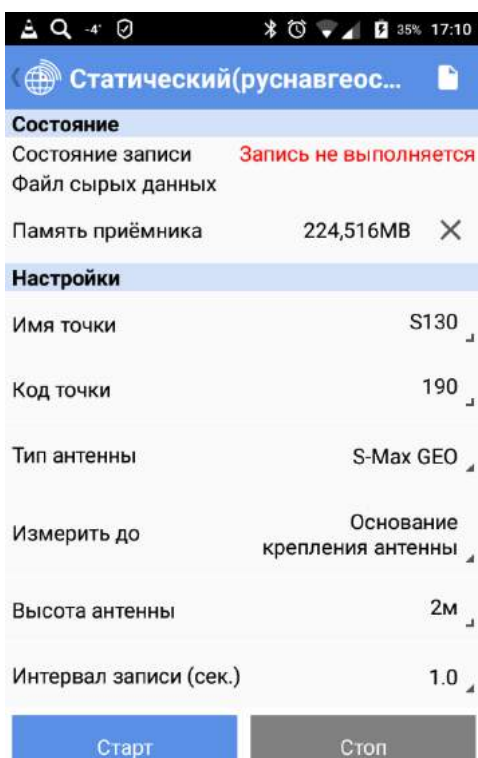 -4° 35% 17:10
Статический(руснавгеос...
Состояние
Состояние записи Запись не выполняется
Файл сырых данных
Память приёмника 224,516MB
Настройки
Имя точки S130
Код точки 190
Тип антенны S-Max GEO
Измерить до Основание
крепления антенны
Высота антенны 2м
Интервал записи (сек.) 1.0
Старт Стоп